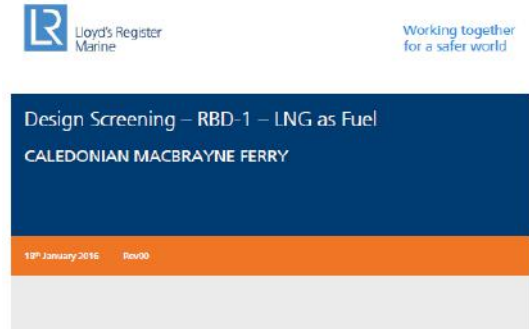 LR
Lloyd's Register
Marine
Working together
for a safer world
Design Screening – RBD-1 – LNG as Fuel
CALEDONIAN MACBRAYNE FERRY
18th January 2016 Rev00